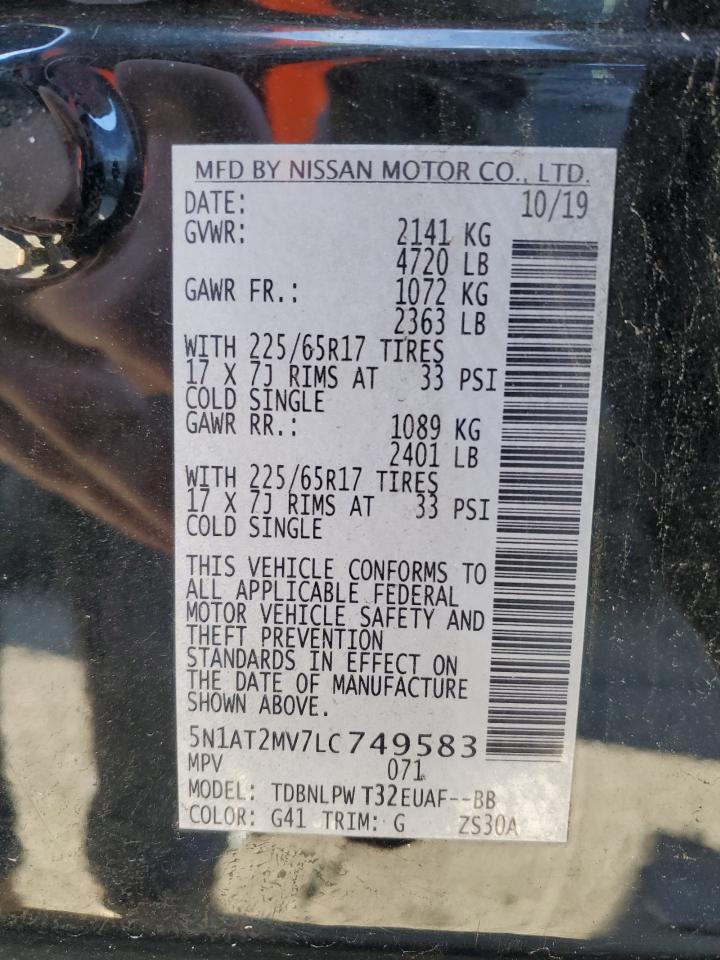 MFD BY NISSAN MOTOR CO., LTD.
DATE: 10/19
GVWR: 2141 KG
4720 LB
GAWR FR.: 1072 KG
2363 LB
WITH 225/65R17 TIRES
17 X 7J RIMS AT 33 PSI
COLD SINGLE
GAWR RR.: 1089 KG
2401 LB
WITH 225/65R17 TIRES
17 X 7J RIMS AT 33 PSI
COLD SINGLE
THIS VEHICLE CONFORMS TO
ALL APPLICABLE FEDERAL
MOTOR VEHICLE SAFETY AND
THEFT PREVENTION
STANDARDS IN EFFECT ON
THE DATE OF MANUFACTURE
SHOWN ABOVE.
5N1AT2MV7LC749583
MPV 071
MODEL: TDBNLPW T32EUAF--BB
COLOR: G41 TRIM: G ZS30A